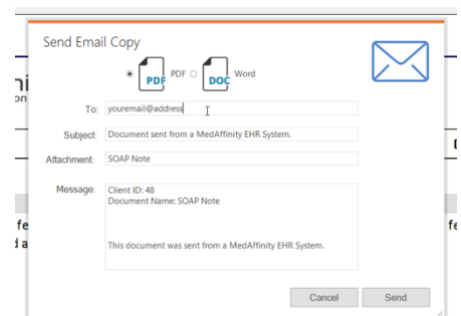 Send Email Copy
PDF PDF DOC Word
To: youremail@address
Subject: Document sent from a MedAffinity EHR System.
Attachment: SOAP Note
Message: Client ID: 48
Document Name: SOAP Note
This document was sent from a MedAffinity EHR System.
Cancel Send